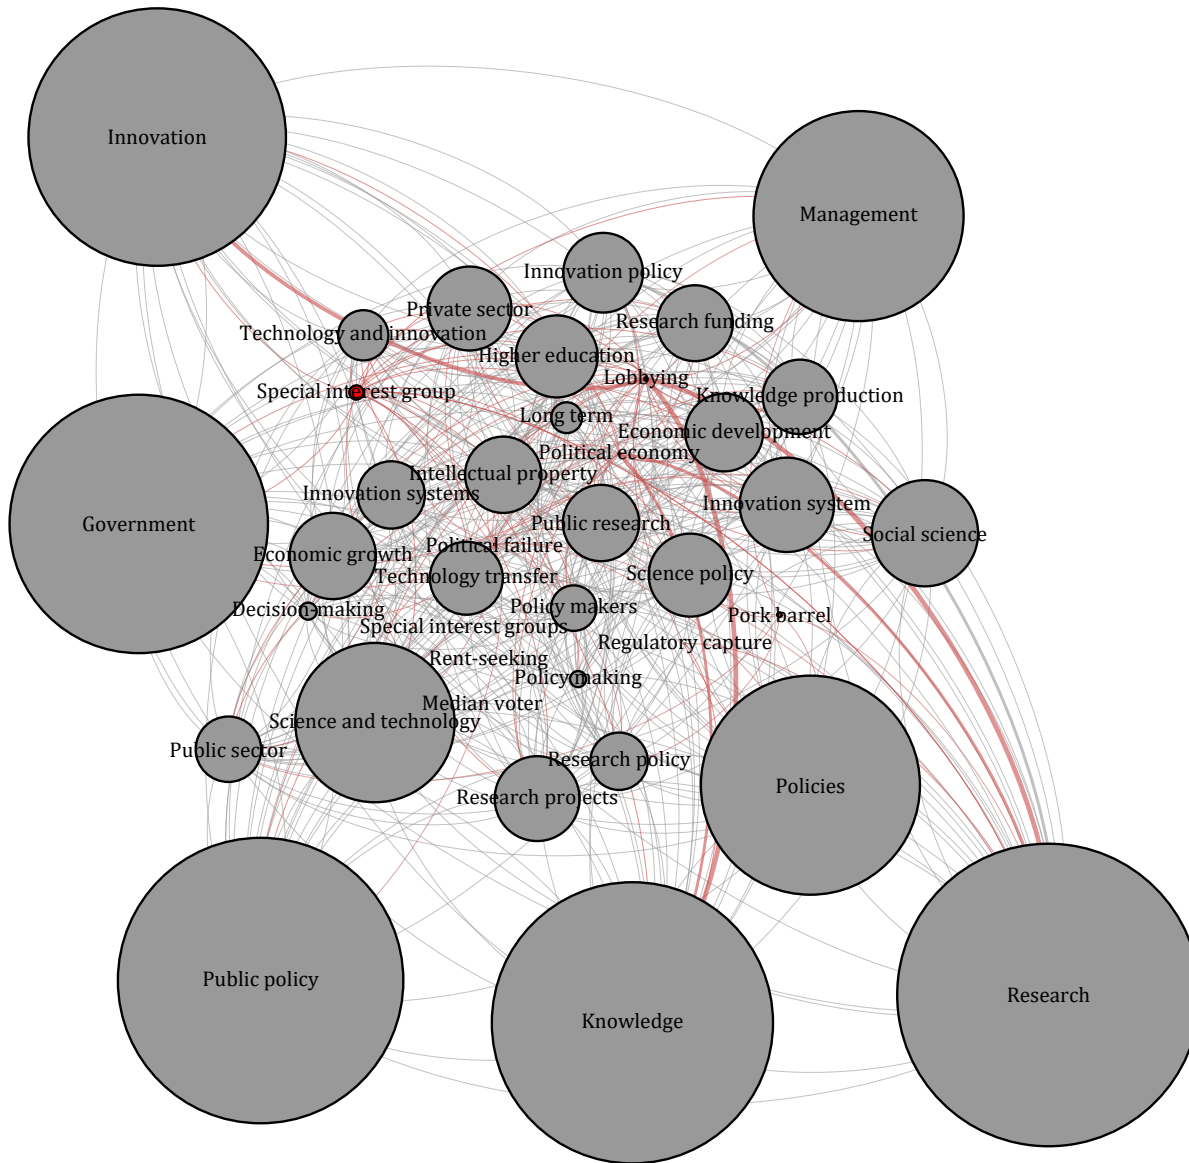 Innovation
Management
Innovation policy
Private sector
Research funding
Technology and innovation
Higher education
Lobbying
Special interest group
Knowledge production
Long term
Economic development
Political economy
Intellectual property
Innovation systems
Innovation system
Government
Public research
Social science
Political failure
Economic growth
Science policy
Technology transfer
Policy makers
Decision-making
Pork barrel
Special interest groups
Regulatory capture
Rent-seeking
Policy making
Median voter
Science and technology
Public sector
Research policy
Policies
Research projects
Public policy
Research
Knowledge